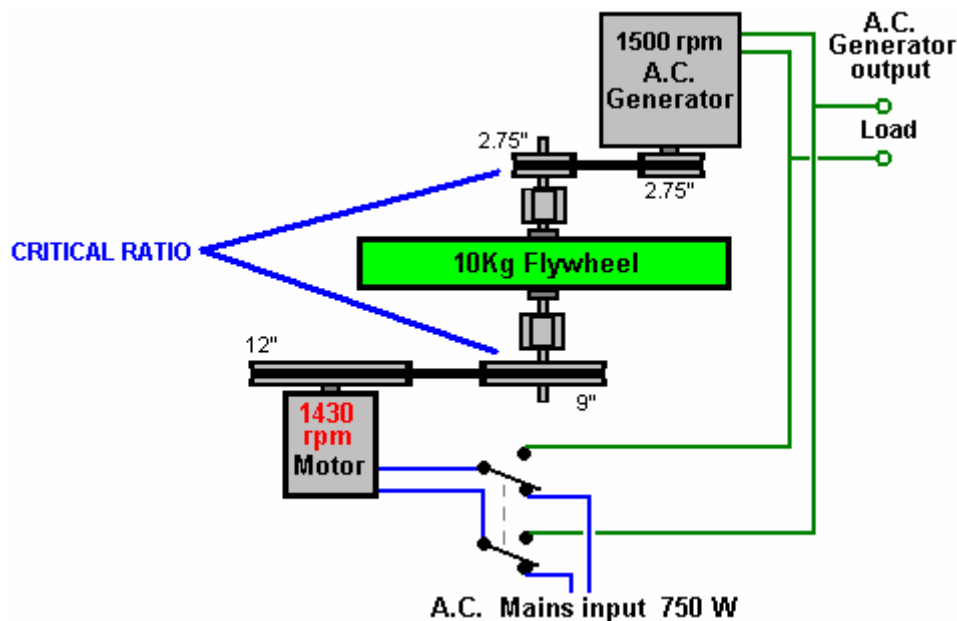 A.C.
Generator
output
1500 rpm
A.C.
Generator
Load
2.75"
2.75"
CRITICAL RATIO
10Kg Flywheel
12"
9"
1430
rpm
Motor
A.C. Mains input 750 W